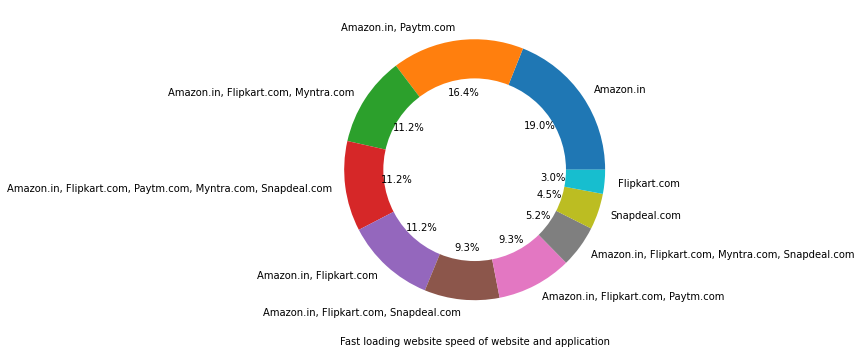 Amazon.in, Paytm.com
Amazon.in
Amazon.in, Flipkart.com, Myntra.com
16.4%
19.0%
11.2%
11.2%
3.0%
Flipkart.com
Amazon.in, Flipkart.com, Paytm.com, Myntra.com, Snapdeal.com
4.5%
Snapdeal.com
5.2%
11.2%
9.3%
9.3%
Amazon.in, Flipkart.com, Myntra.com, Snapdeal.com
Amazon.in, Flipkart.com
Amazon.in, Flipkart.com, Paytm.com
Amazon.in, Flipkart.com, Snapdeal.com
Fast loading website speed of website and application